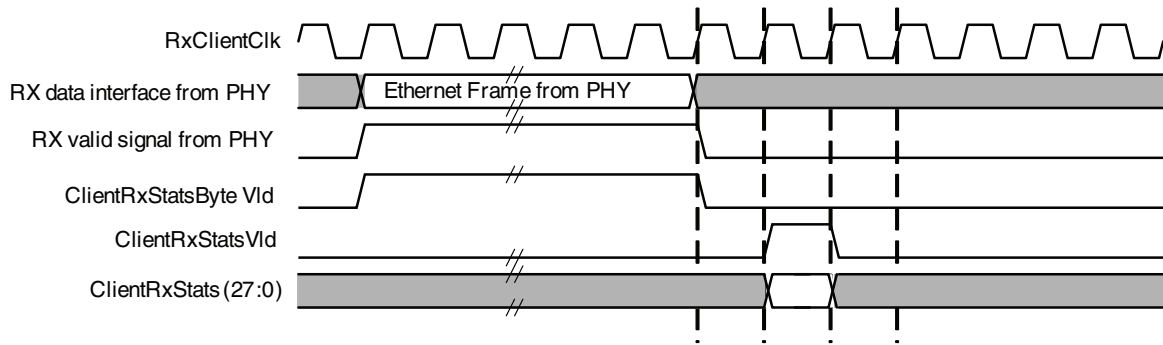 RxClientClk
RX data interface from PHY
Ethernet Frame from PHY
RX valid signal from PHY
ClientRxStatsByte Vld
ClientRxStatsVld
ClientRxStats (27:0)